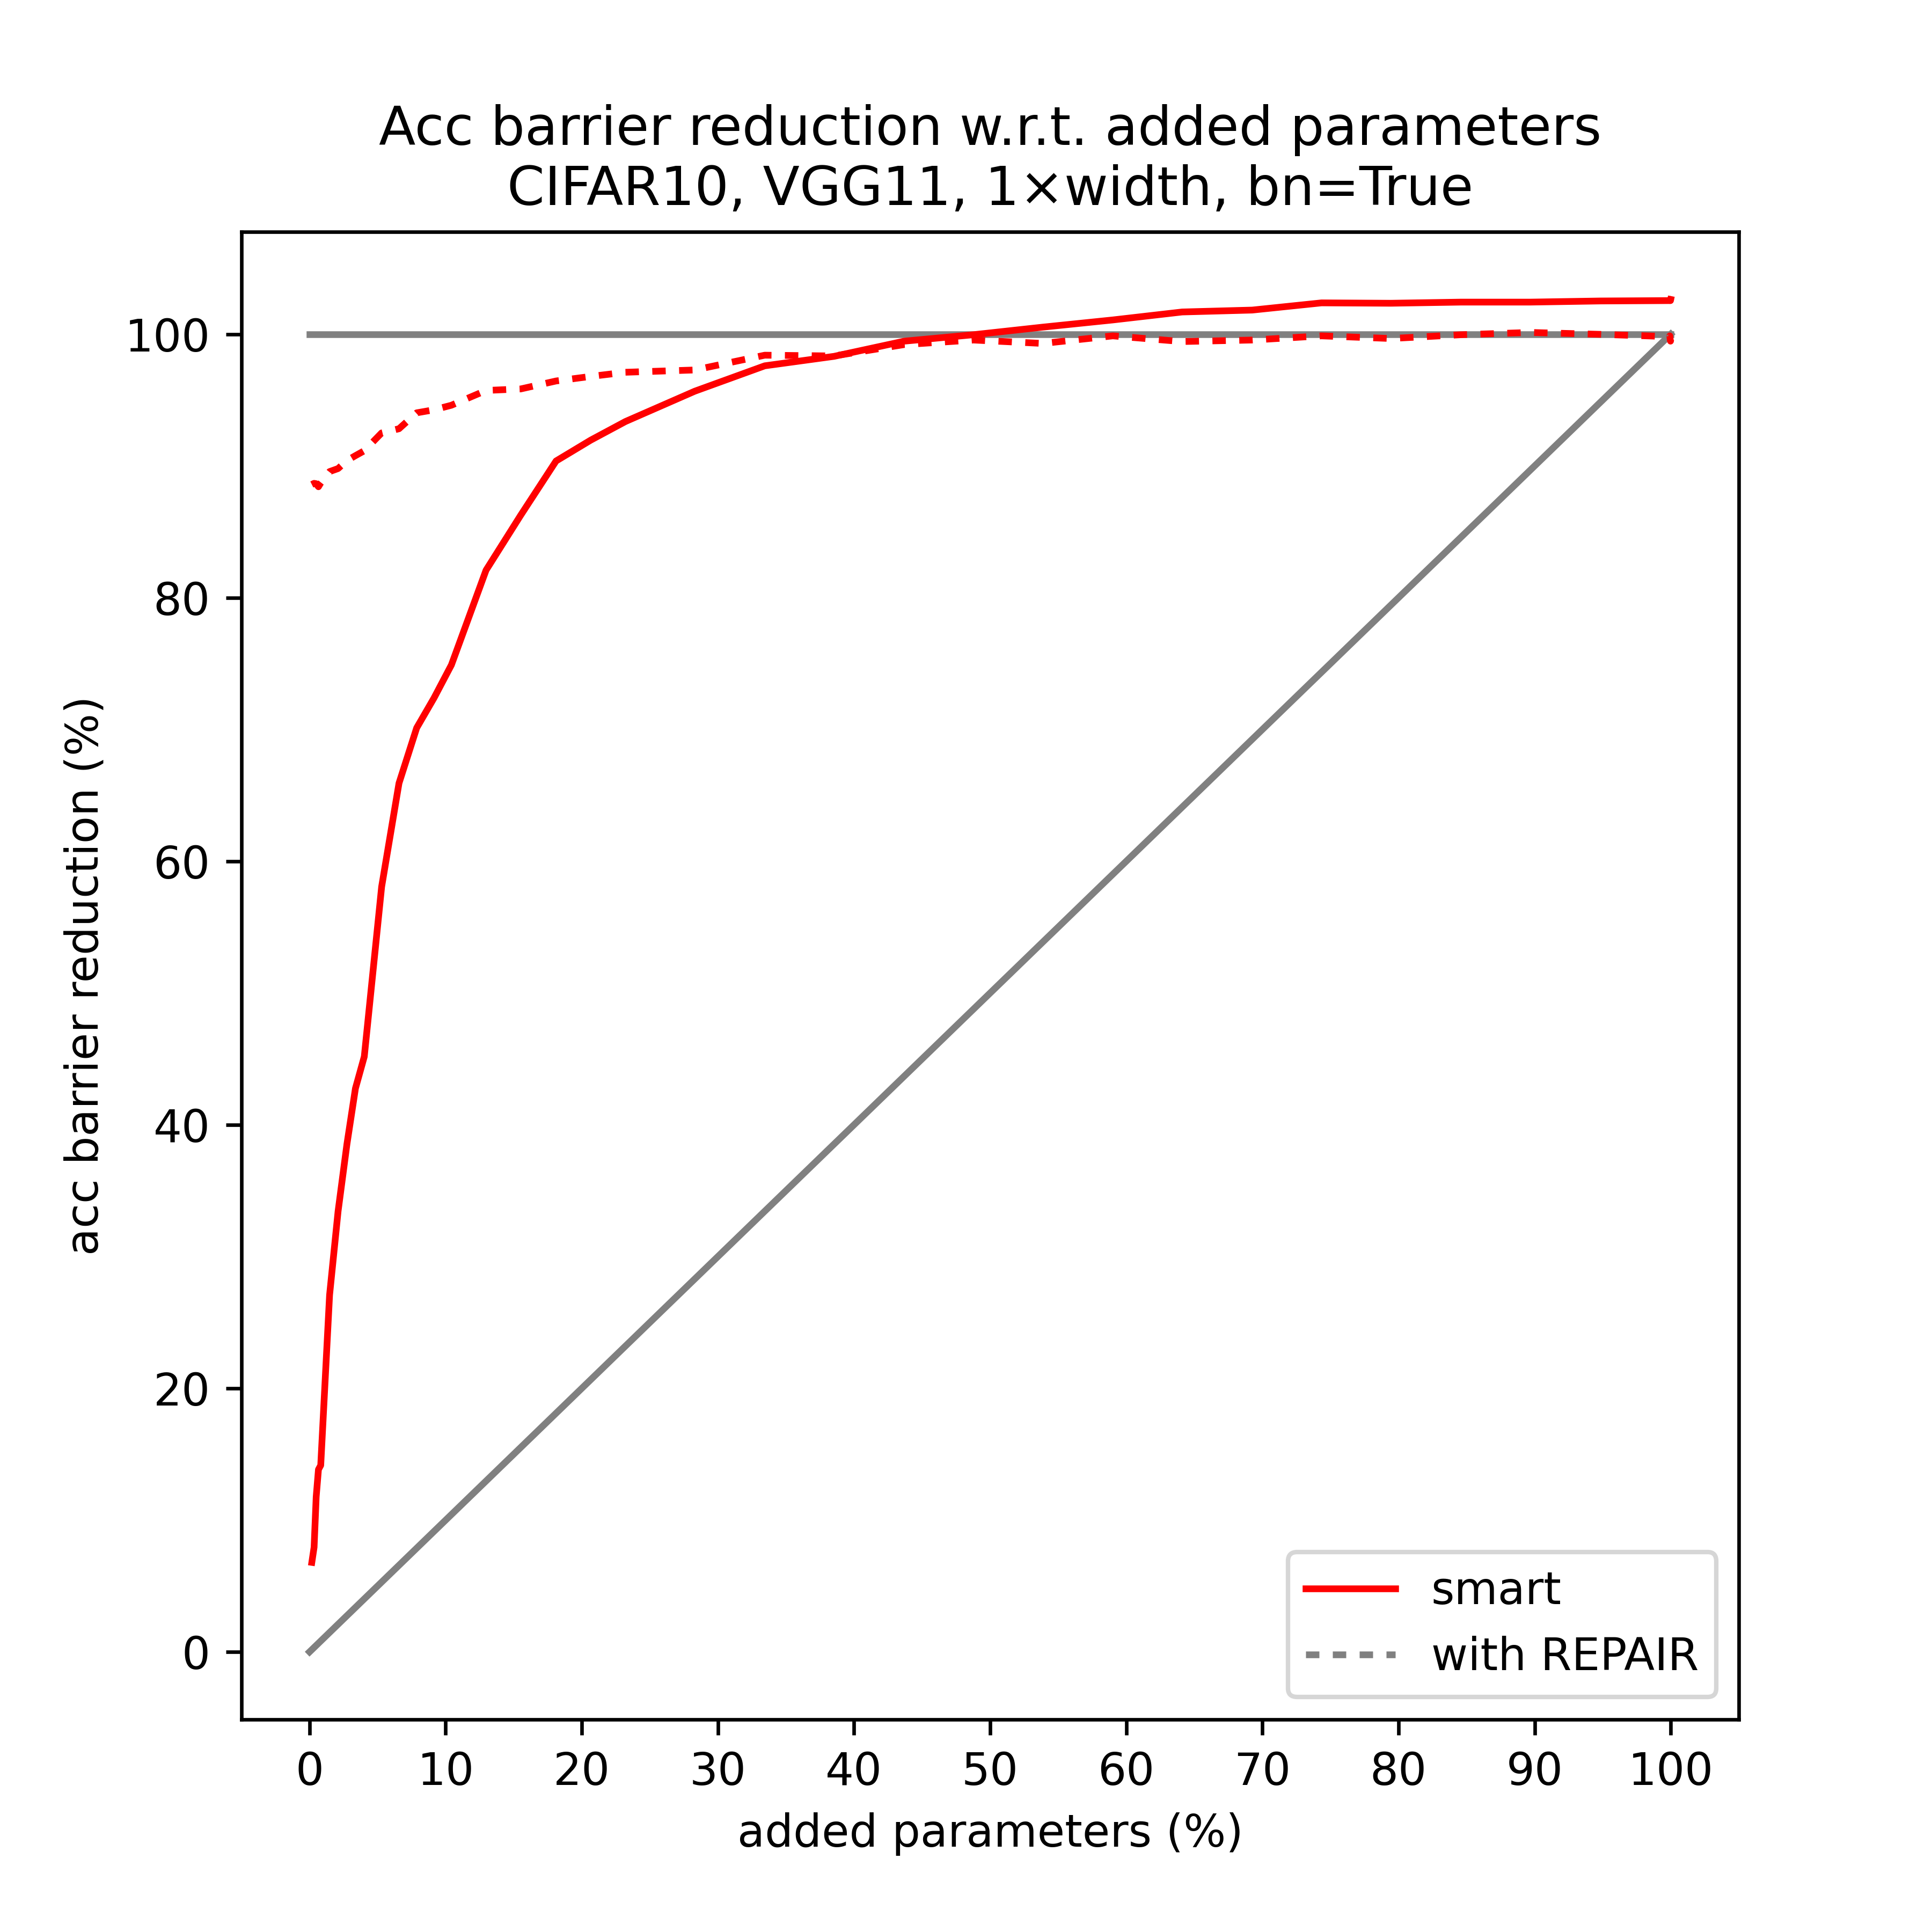 Acc barrier reduction w.r.t. added parameters
CIFAR10, VGG11, 1×width, bn=True
acc barrier reduction (%)
100
80
60
40
20
0
smart
with REPAIR
0 10 20 30 40 50 60 70 80 90 100
added parameters (%)